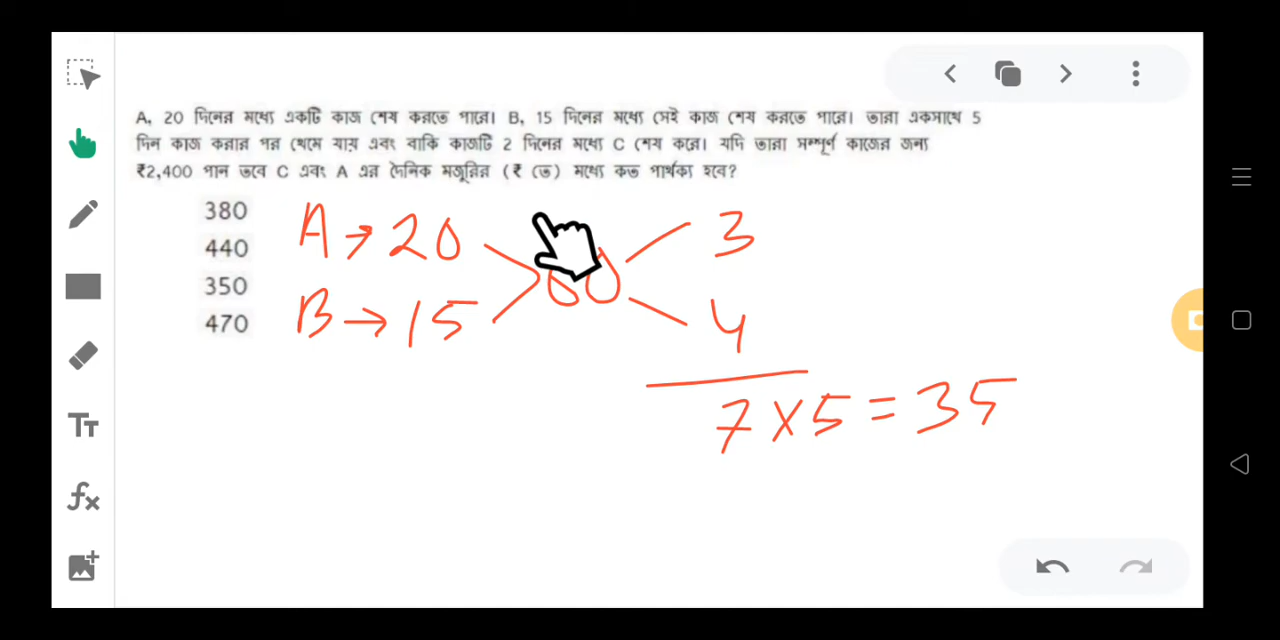 A, 20 দিনের মধ্যে একটি কাজ শেষ করতে পারে। B, 15 দিনের মধ্যে সেই কাজ শেষ করতে পারে। তারা একসাথে 5
দিন কাজ করার পর থেমে যায় এবং বাকি কাজটি 2 দিনের মধ্যে C শেষ করে। যদি তারা সম্পূর্ণ কাজের জন্য
₹2,400 পান তবে C এবং A এর দৈনিক মজুরির (₹ তে) মধ্যে কত পার্থক্য হবে?
380
440
350
470
A → 20
60
3
B → 15
4
7 x 5 = 35
Tт
fx